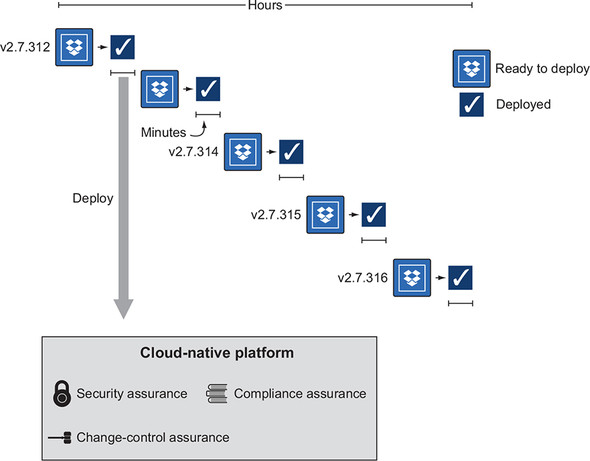 Hours
v2.7.312
Ready to deploy
Deployed
Minutes
v2.7.314
Deploy
v2.7.315
v2.7.316
Cloud-native platform
Security assurance
Compliance assurance
Change-control assurance